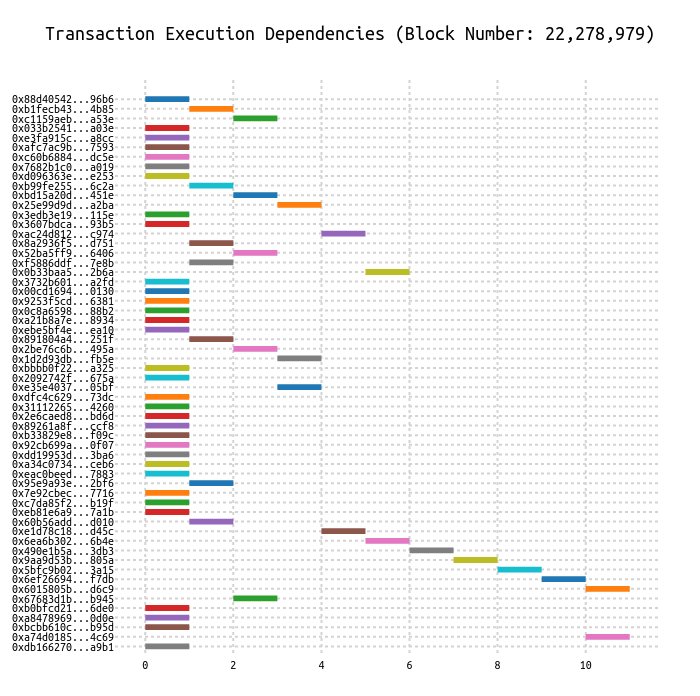 Transaction Execution Dependencies (Block Number: 22,278,979)
0x88d40542...96b6
0xb1fecb43...4b85
0xc1159aeb...a53e
0x033b2541...a03e
0xe3fa915c...a8cc
0xafc7ac9b...7593
0xc60b6884...dc5e
0x7682b1c0...a019
0xd096363e...e253
0xb99fe255...6c2a
0xbd15a20d...451e
0x25e99d9d...a2ba
0x3edb3e19...115e
0x3607bdca...93b5
0xac24d812...c974
0x8a2936f5...d751
0x52ba5ff9...6406
0xf5886ddf...7e8b
0x0b33baa5...2b6a
0x3732b601...a2fd
0x00cd1694...0130
0x9253f5cd...6381
0x0c8a6598...88b2
0xa21b8a7e...8934
0xebe5bf4e...ea10
0x891804a4...251f
0x2be76c6b...495a
0x1d2d93db...fb5e
0xbbbb0f22...a325
0x2092742f...675a
0xe35e4037...05bf
0xdfc4c629...73dc
0x31112265...4260
0x2e6caed8...bd6d
0x89261a8f...ccf8
0xb33829e8...f09c
0x92cb699a...0f07
0xdd19953d...3ba6
0xa34c0734...ceb6
0xeac0beed...7883
0x95e9a93e...2bf6
0x7e92cbec...7716
0xc7da85f2...b19f
0xeb81e6a9...7a1b
0x60b56add...d010
0xe1d78c18...d45c
0x6ea6b302...6b4e
0x490e1b5a...3db3
0x9aa9d53b...805a
0x5bfc9b02...3a15
0x6ef26694...f7db
0x6015805b...d6c9
0x67683d1b...b945
0xb0bfcd21...6de0
0xa8478969...0d0e
0xbcbb610c...b95d
0xa74d0185...4c69
0xdb166270...a9b1
0 2 4 6 8 10